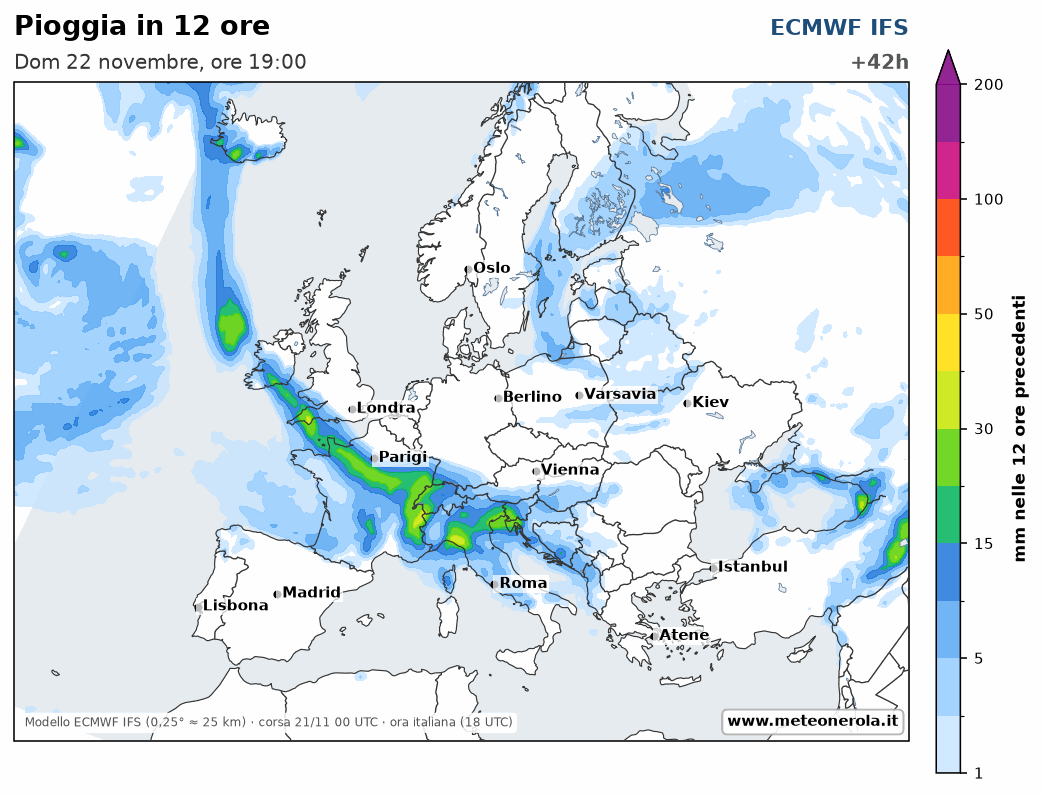 Pioggia in 12 ore
ECMWF IFS
Dom 22 novembre, ore 19:00
+42h
200
100
50
30
15
5
1
mm nelle 12 ore precedenti
Oslo
Berlino
Varsavia
Kiev
Londra
Parigi
Vienna
Istanbul
Roma
Madrid
Lisbona
Atene
Modello ECMWF IFS (0,25° ≈ 25 km) · corsa 21/11 00 UTC · ora italiana (18 UTC)
www.meteonerola.it